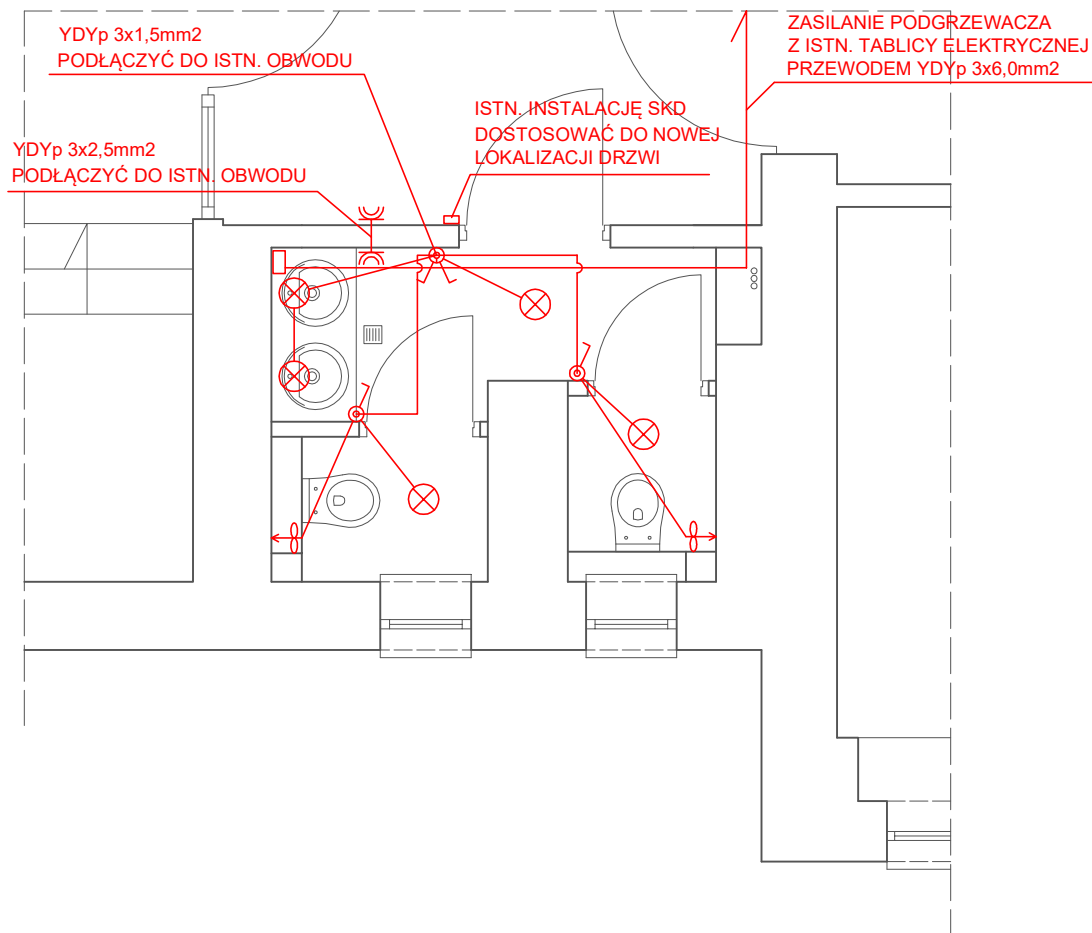 YDYp 3x1,5mm2
PODŁĄCZYĆ DO ISTN. OBWODU
ZASILANIE PODGRZEWACZA
Z ISTN. TABLICY ELEKTRYCZNEJ
PRZEWODEM YDYp 3x6,0mm2
ISTN. INSTALACJĘ SKD
DOSTOSOWAĆ DO NOWEJ
LOKALIZACJI DRZWI
YDYp 3x2,5mm2
PODŁĄCZYĆ DO ISTN. OBWODU